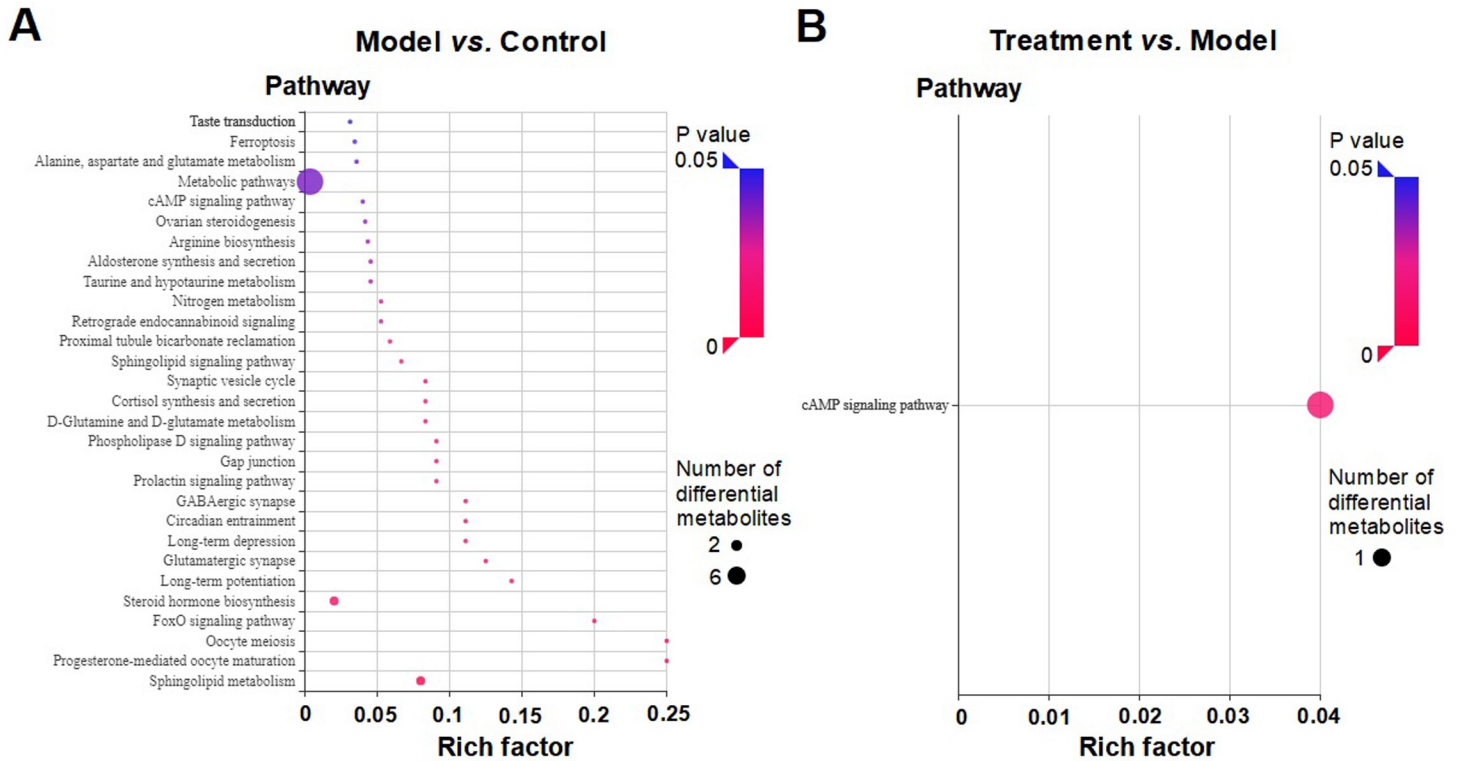 A
Model vs. Control
Pathway
Taste transduction
Ferroptosis
Alanine, aspartate and glutamate metabolism
Metabolic pathways
cAMP signaling pathway
Ovarian steroidogenesis
Arginine biosynthesis
Aldosterone synthesis and secretion
Taurine and hypotaurine metabolism
Nitrogen metabolism
Retrograde endocannabinoid signaling
Proximal tubule bicarbonate reclamation
Sphingolipid signaling pathway
Synaptic vesicle cycle
Cortisol synthesis and secretion
D-Glutamine and D-glutamate metabolism
Phospholipase D signaling pathway
Gap junction
Prolactin signaling pathway
GABAergic synapse
Circadian entrainment
Long-term depression
Glutamatergic synapse
Long-term potentiation
Steroid hormone biosynthesis
FoxO signaling pathway
Oocyte meiosis
Progesterone-mediated oocyte maturation
Sphingolipid metabolism
0 0.05 0.1 0.15 0.2 0.25
Rich factor
P value
0.05
0
Number of
differential
metabolites
2
6
B
Treatment vs. Model
Pathway
cAMP signaling pathway
0 0.01 0.02 0.03 0.04
Rich factor
P value
0.05
0
Number of
differential
metabolites
1